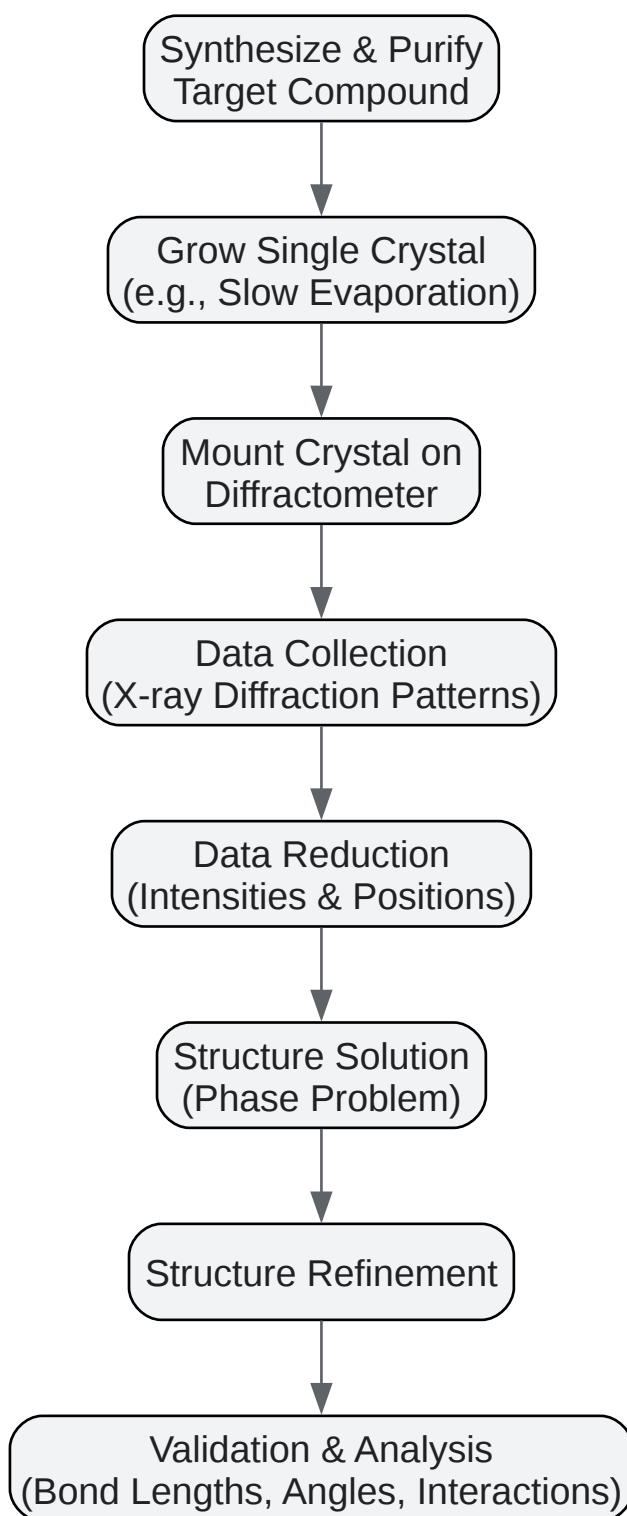 Synthesize & Purify
Target Compound
Grow Single Crystal
(e.g., Slow Evaporation)
Mount Crystal on
Diffractometer
Data Collection
(X-ray Diffraction Patterns)
Data Reduction
(Intensities & Positions)
Structure Solution
(Phase Problem)
Structure Refinement
Validation & Analysis
(Bond Lengths, Angles, Interactions)